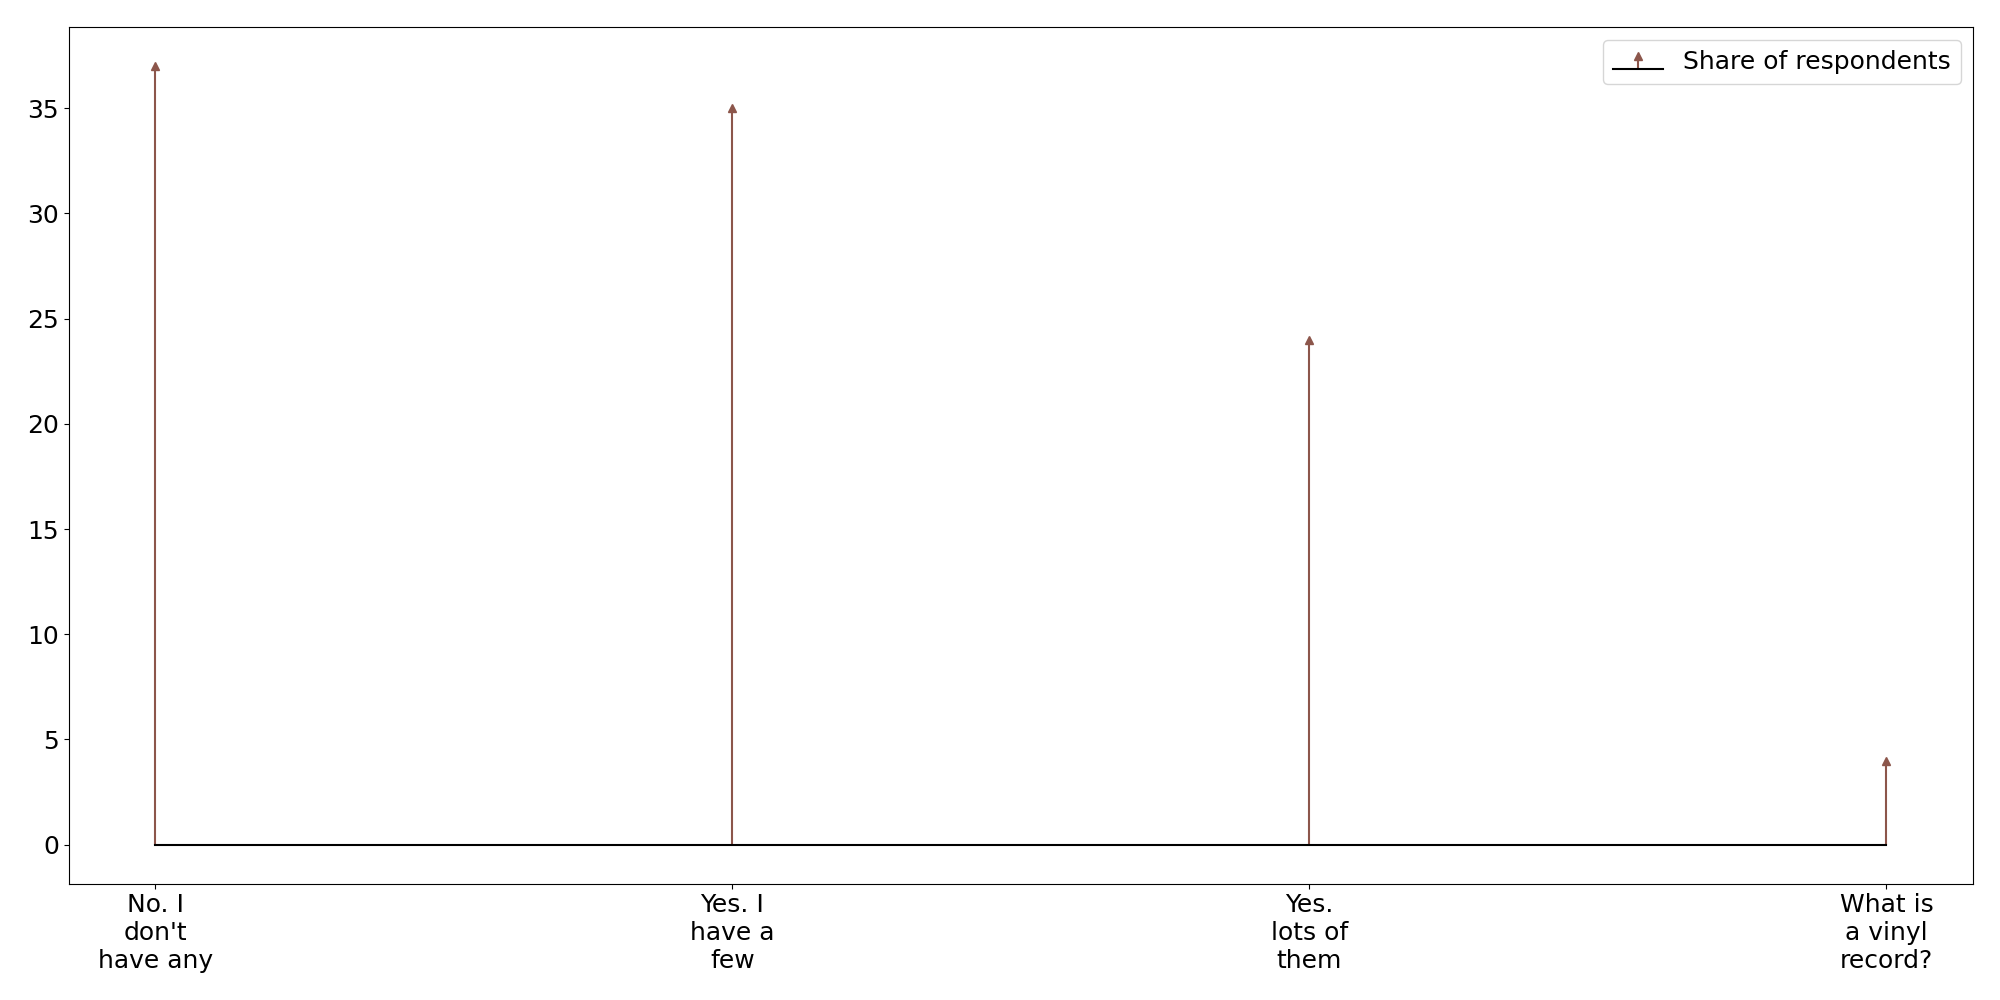 Share of respondents
35
30
25
20
15
10
5
0
No. I
don't
have any
Yes. I
have a
few
Yes.
lots of
them
What is
a vinyl
record?